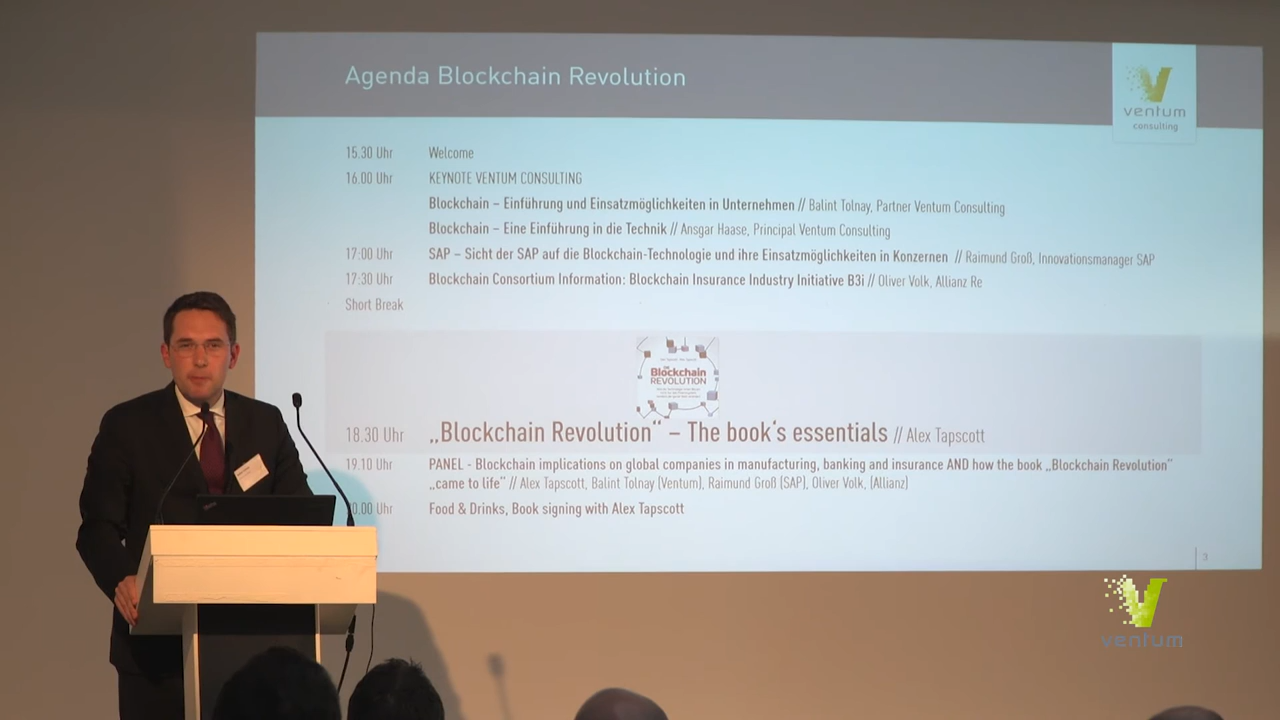 Agenda Blockchain Revolution
ventum
consulting
15.30 Uhr Welcome
16.00 Uhr KEYNOTE VENTUM CONSULTING
Blockchain – Einführung und Einsatzmöglichkeiten in Unternehmen // Balint Tolnay, Partner Ventum Consulting
Blockchain – Eine Einführung in die Technik // Ansgar Haase, Principal Ventum Consulting
17:00 Uhr SAP – Sicht der SAP auf die Blockchain-Technologie und ihre Einsatzmöglichkeiten in Konzernen // Raimund Groß, Innovationsmanager SAP
17:30 Uhr Blockchain Consortium Information: Blockchain Insurance Industry Initiative B3i // Oliver Volk, Allianz Re
Short Break
Blockchain
REVOLUTION
18.30 Uhr „Blockchain Revolution“ – The book‘s essentials // Alex Tapscott
19.10 Uhr PANEL - Blockchain implications on global companies in manufacturing, banking and insurance AND how the book „Blockchain Revolution“
„came to life“ // Alex Tapscott, Balint Tolnay (Ventum), Raimund Groß (SAP), Oliver Volk, (Allianz)
0.00 Uhr Food & Drinks, Book signing with Alex Tapscott
3
ventum